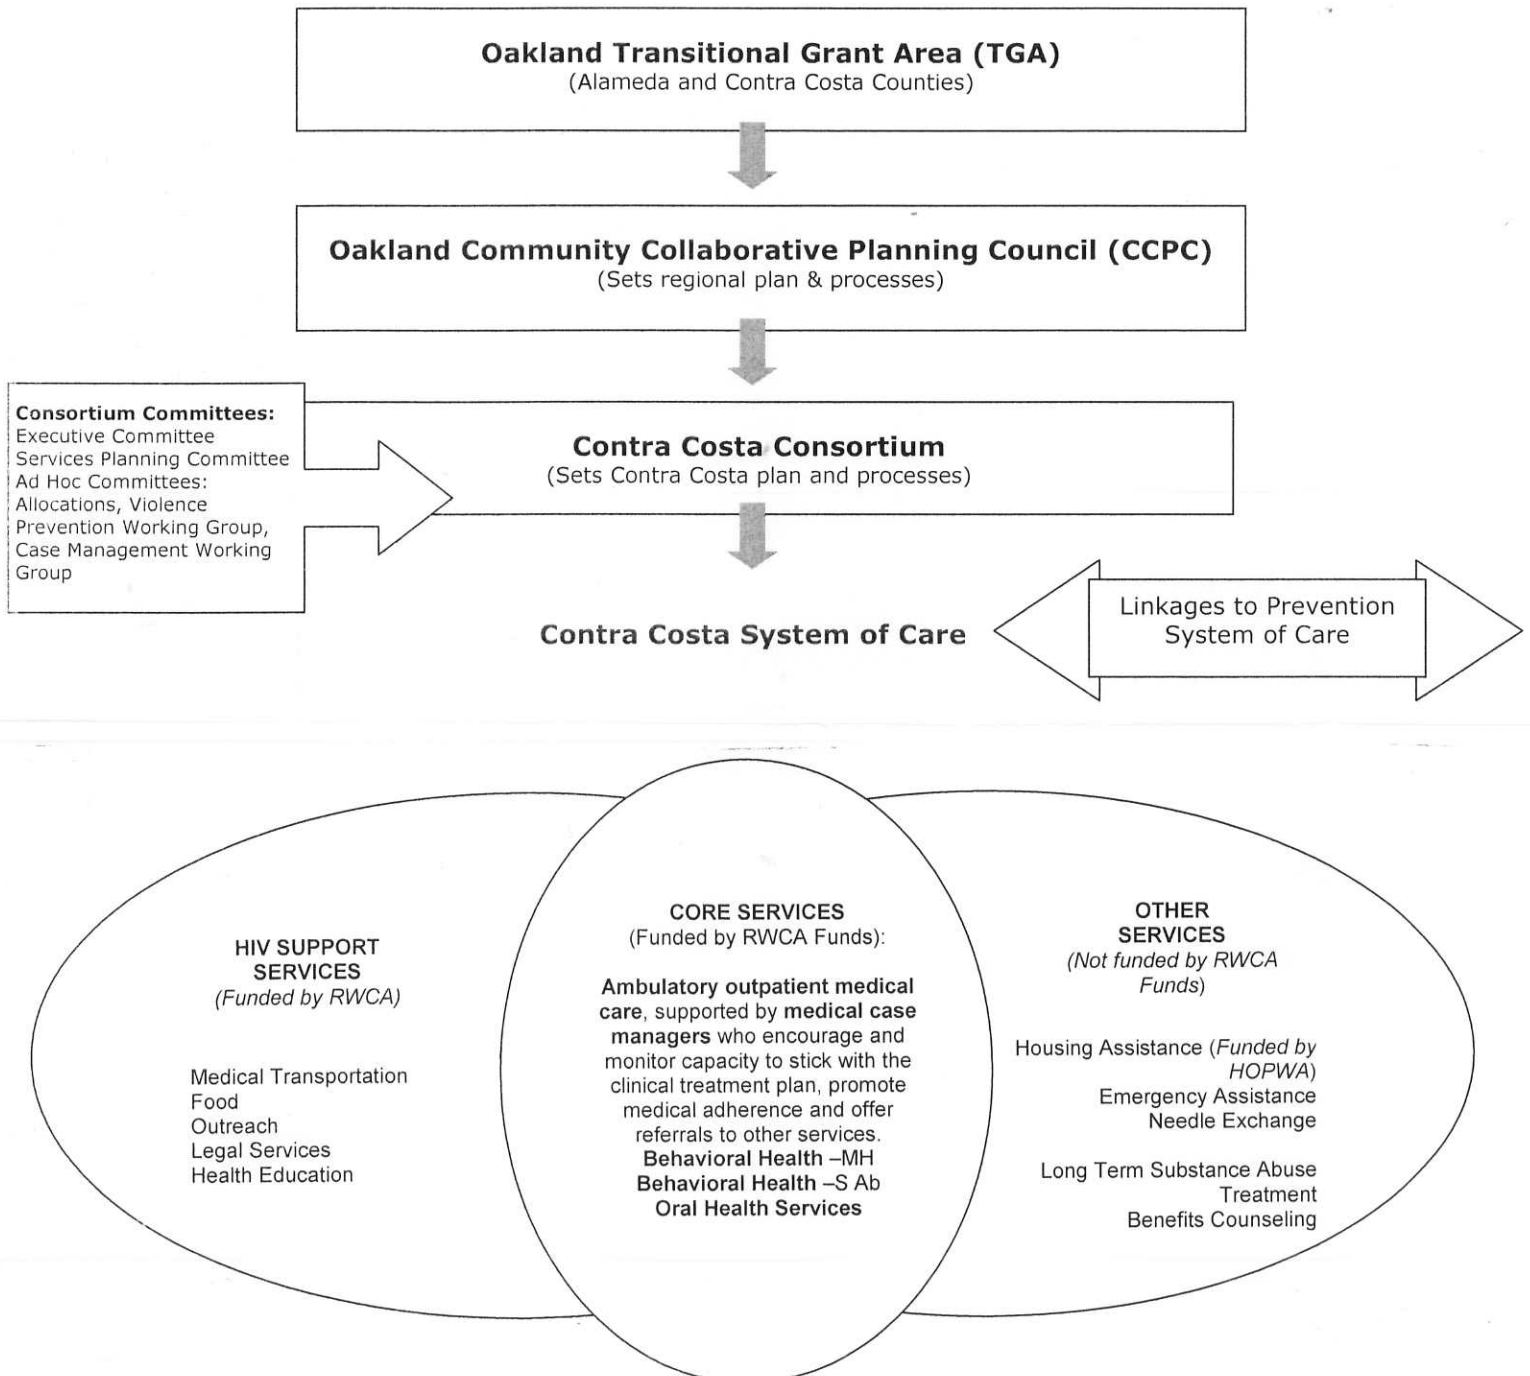 Oakland Transitional Grant Area (TGA)
(Alameda and Contra Costa Counties)
Oakland Community Collaborative Planning Council (CCPC)
(Sets regional plan & processes)
Consortium Committees:
Executive Committee
Services Planning Committee
Ad Hoc Committees:
Allocations, Violence
Prevention Working Group,
Case Management Working
Group
Contra Costa Consortium
(Sets Contra Costa plan and processes)
Contra Costa System of Care
Linkages to Prevention
System of Care
HIV SUPPORT
SERVICES
(Funded by RWCA)
Medical Transportation
Food
Outreach
Legal Services
Health Education
CORE SERVICES
(Funded by RWCA Funds):
Ambulatory outpatient medical
care, supported by medical case
managers who encourage and
monitor capacity to stick with the
clinical treatment plan, promote
medical adherence and offer
referrals to other services.
Behavioral Health –MH
Behavioral Health –S Ab
Oral Health Services
OTHER
SERVICES
(Not funded by RWCA
Funds)
Housing Assistance (Funded by
HOPWA)
Emergency Assistance
Needle Exchange
Long Term Substance Abuse
Treatment
Benefits Counseling